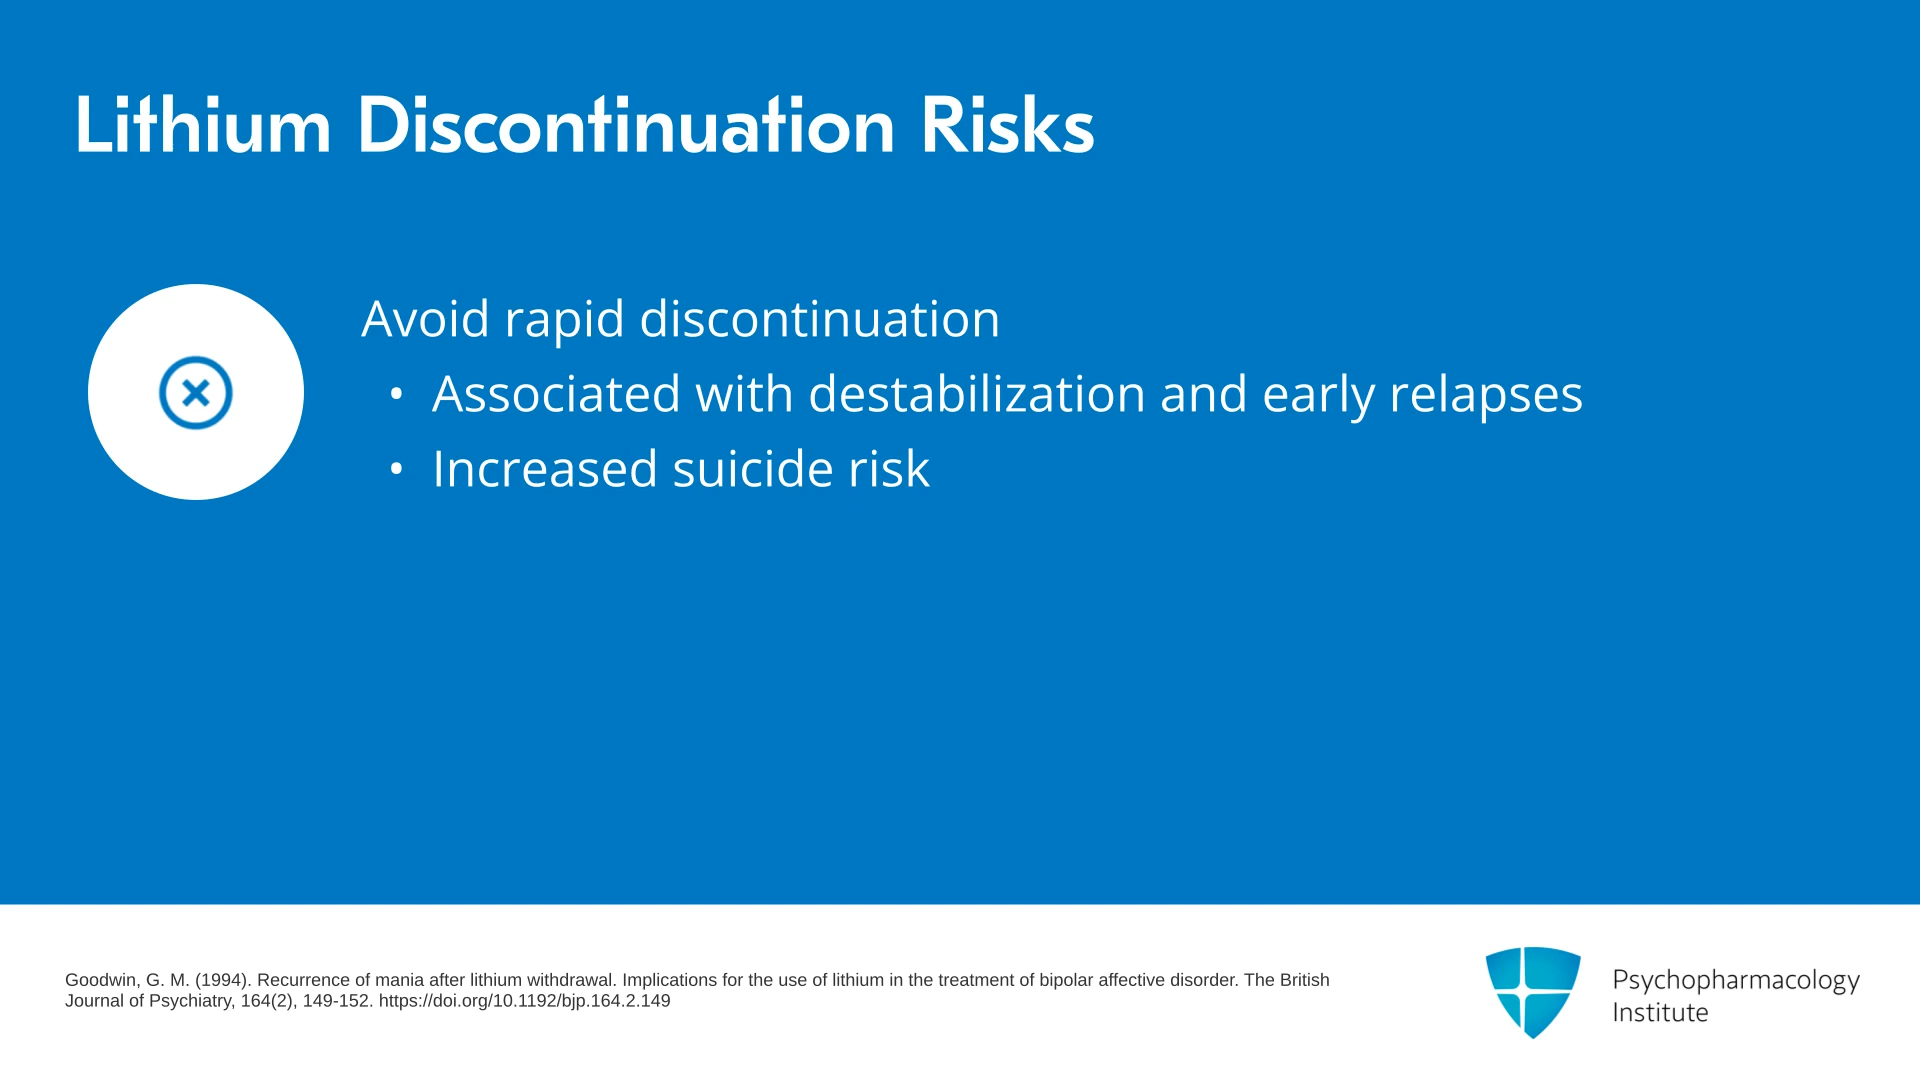 Lithium Discontinuation Risks
Avoid rapid discontinuation
• Associated with destabilization and early relapses
• Increased suicide risk
Goodwin, G. M. (1994). Recurrence of mania after lithium withdrawal. Implications for the use of lithium in the treatment of bipolar affective disorder. The British
Journal of Psychiatry, 164(2), 149-152. https://doi.org/10.1192/bjp.164.2.149
Psychopharmacology
Institute